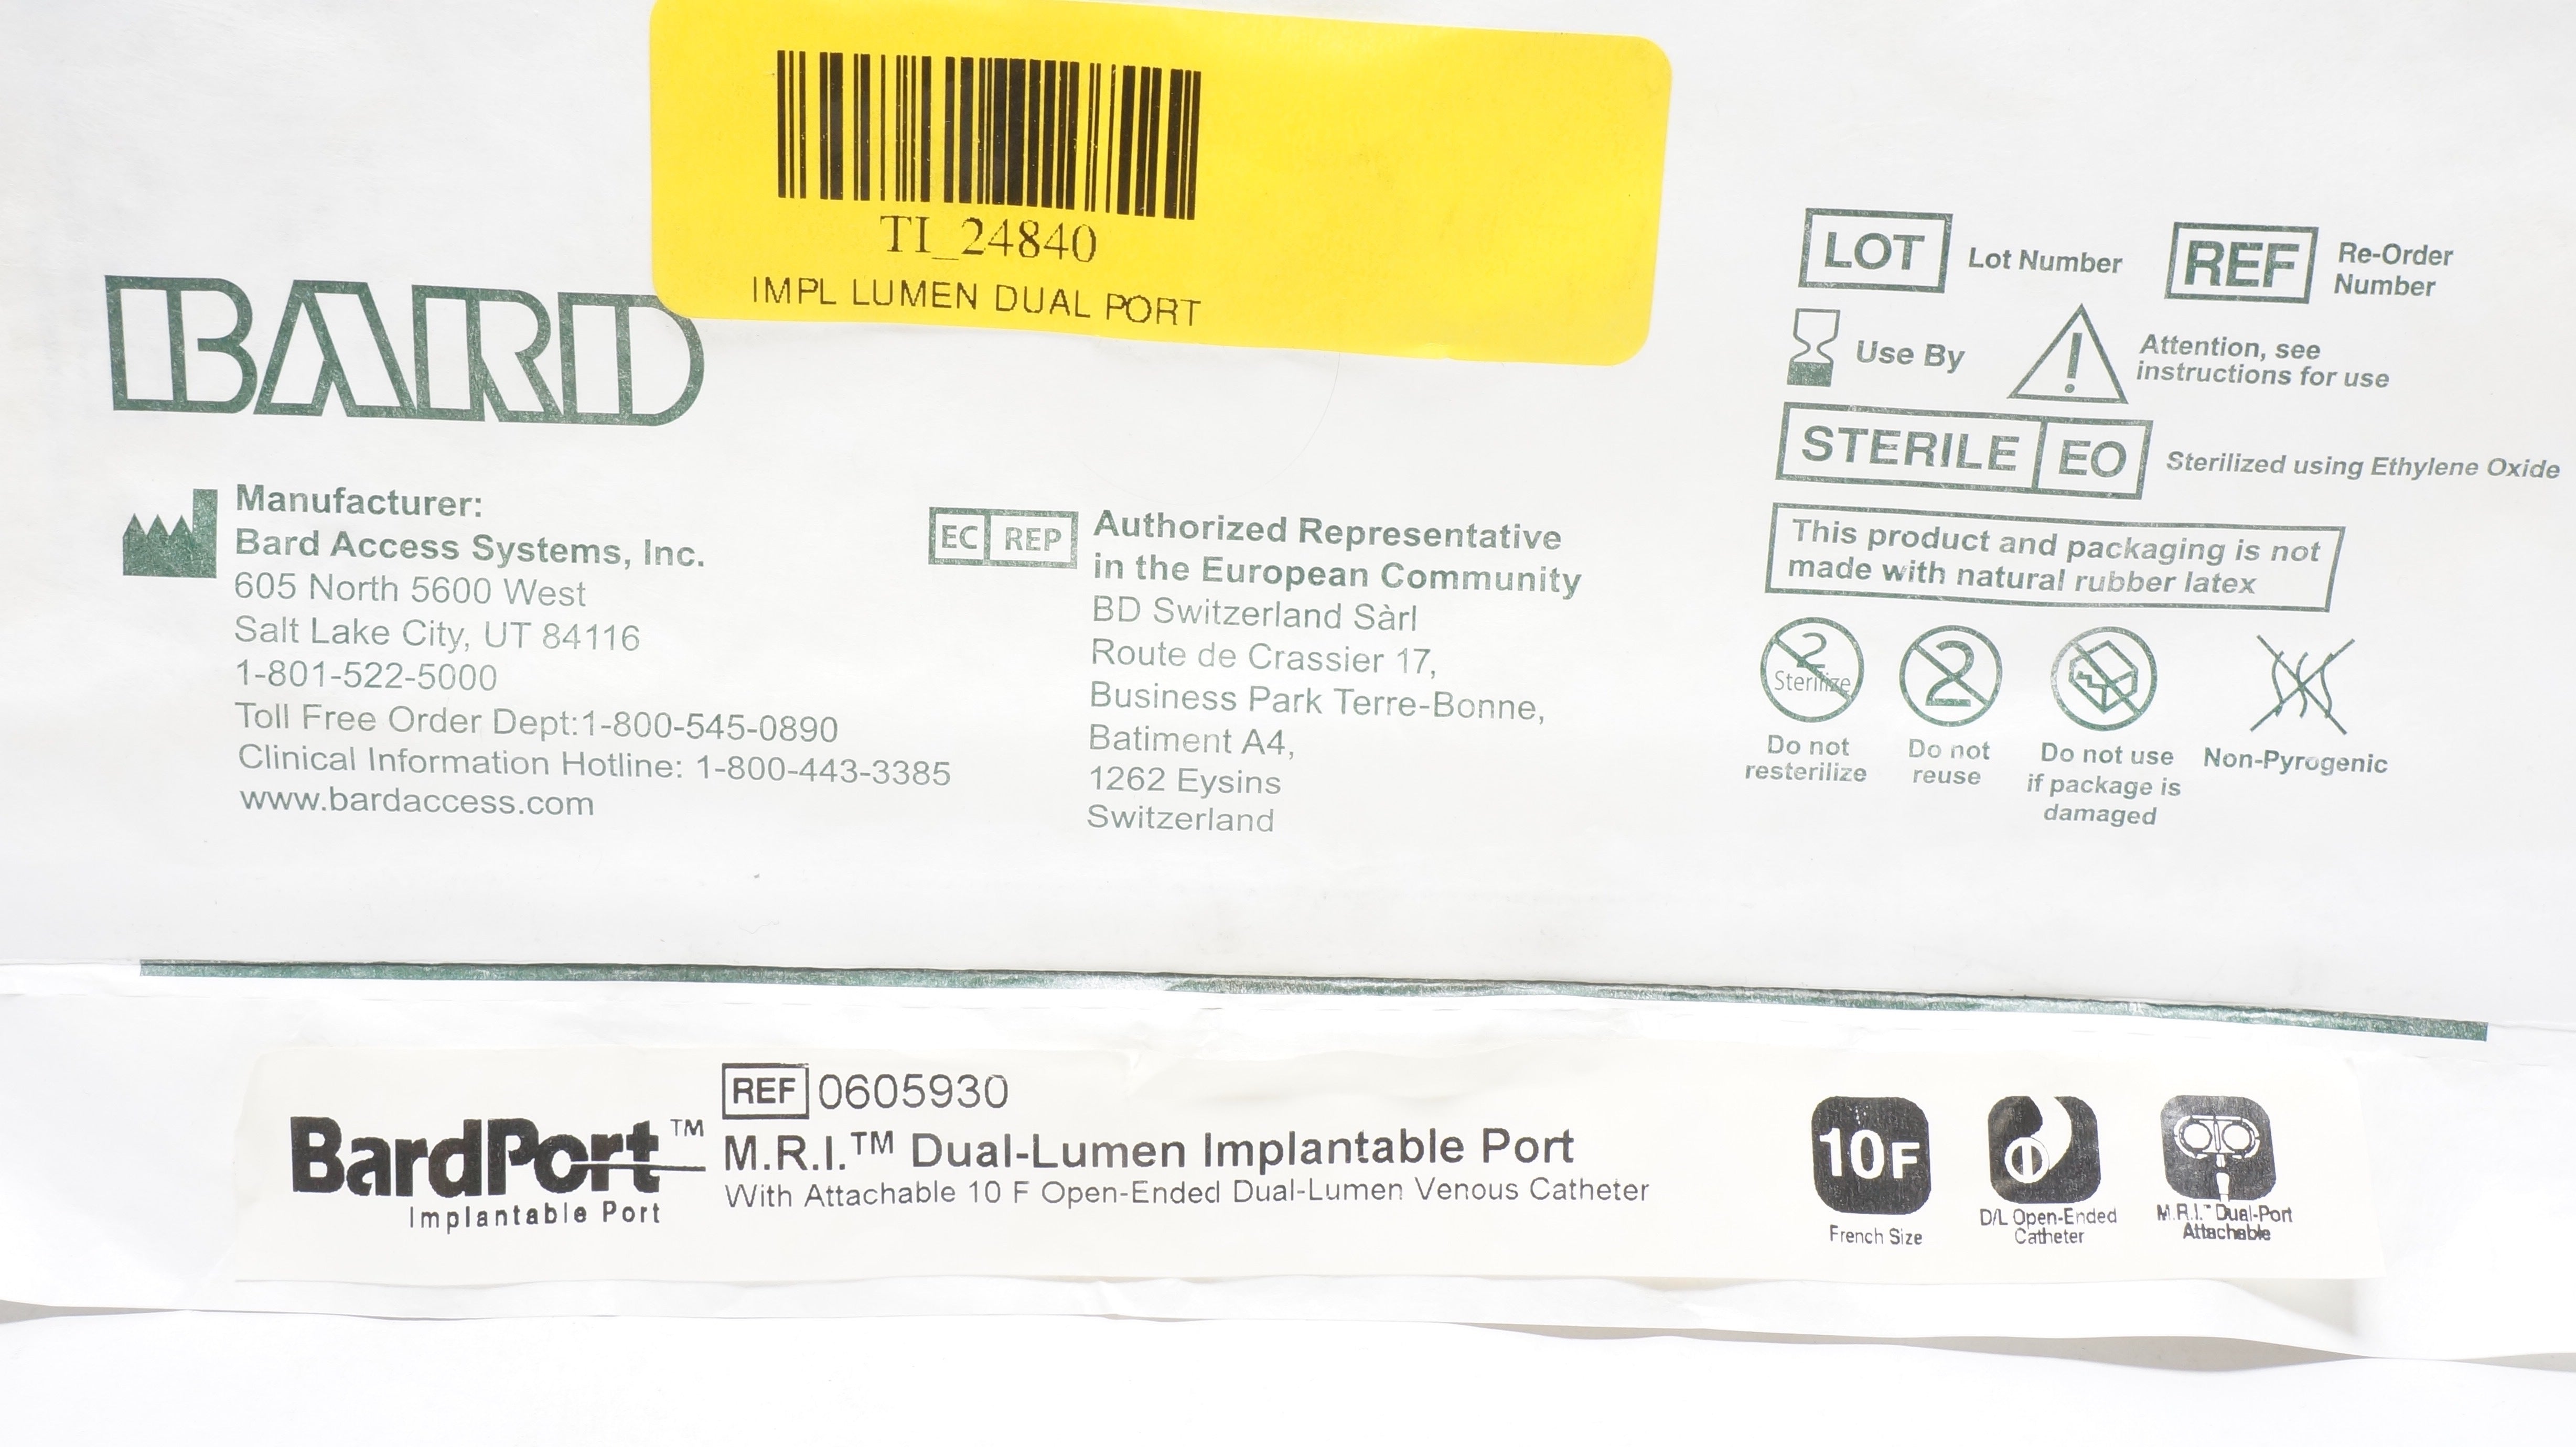 TI_24840
IMPL LUMEN DUAL PORT
BARD
Manufacturer:
Bard Access Systems, Inc.
605 North 5600 West
Salt Lake City, UT 84116
1-801-522-5000
Toll Free Order Dept:1-800-545-0890
Clinical Information Hotline: 1-800-443-3385
www.bardaccess.com
EC REP
Authorized Representative
in the European Community
BD Switzerland Sàrl
Route de Crassier 17,
Business Park Terre-Bonne,
Batiment A4,
1262 Eysins
Switzerland
LOT Lot Number
REF Re-Order
Number
Use By
! Attention, see
instructions for use
STERILE EO Sterilized using Ethylene Oxide
This product and packaging is not
made with natural rubber latex
2
Sterilize
Do not
resterilize
2
Do not
reuse
Do not use
if package is
damaged
Non-Pyrogenic
BardPort™
Implantable Port
REF 0605930
M.R.I.™ Dual-Lumen Implantable Port
With Attachable 10 F Open-Ended Dual-Lumen Venous Catheter
10F
French Size
D/L Open-Ended
Catheter
M.R.I.™ Dual-Port
Attachable